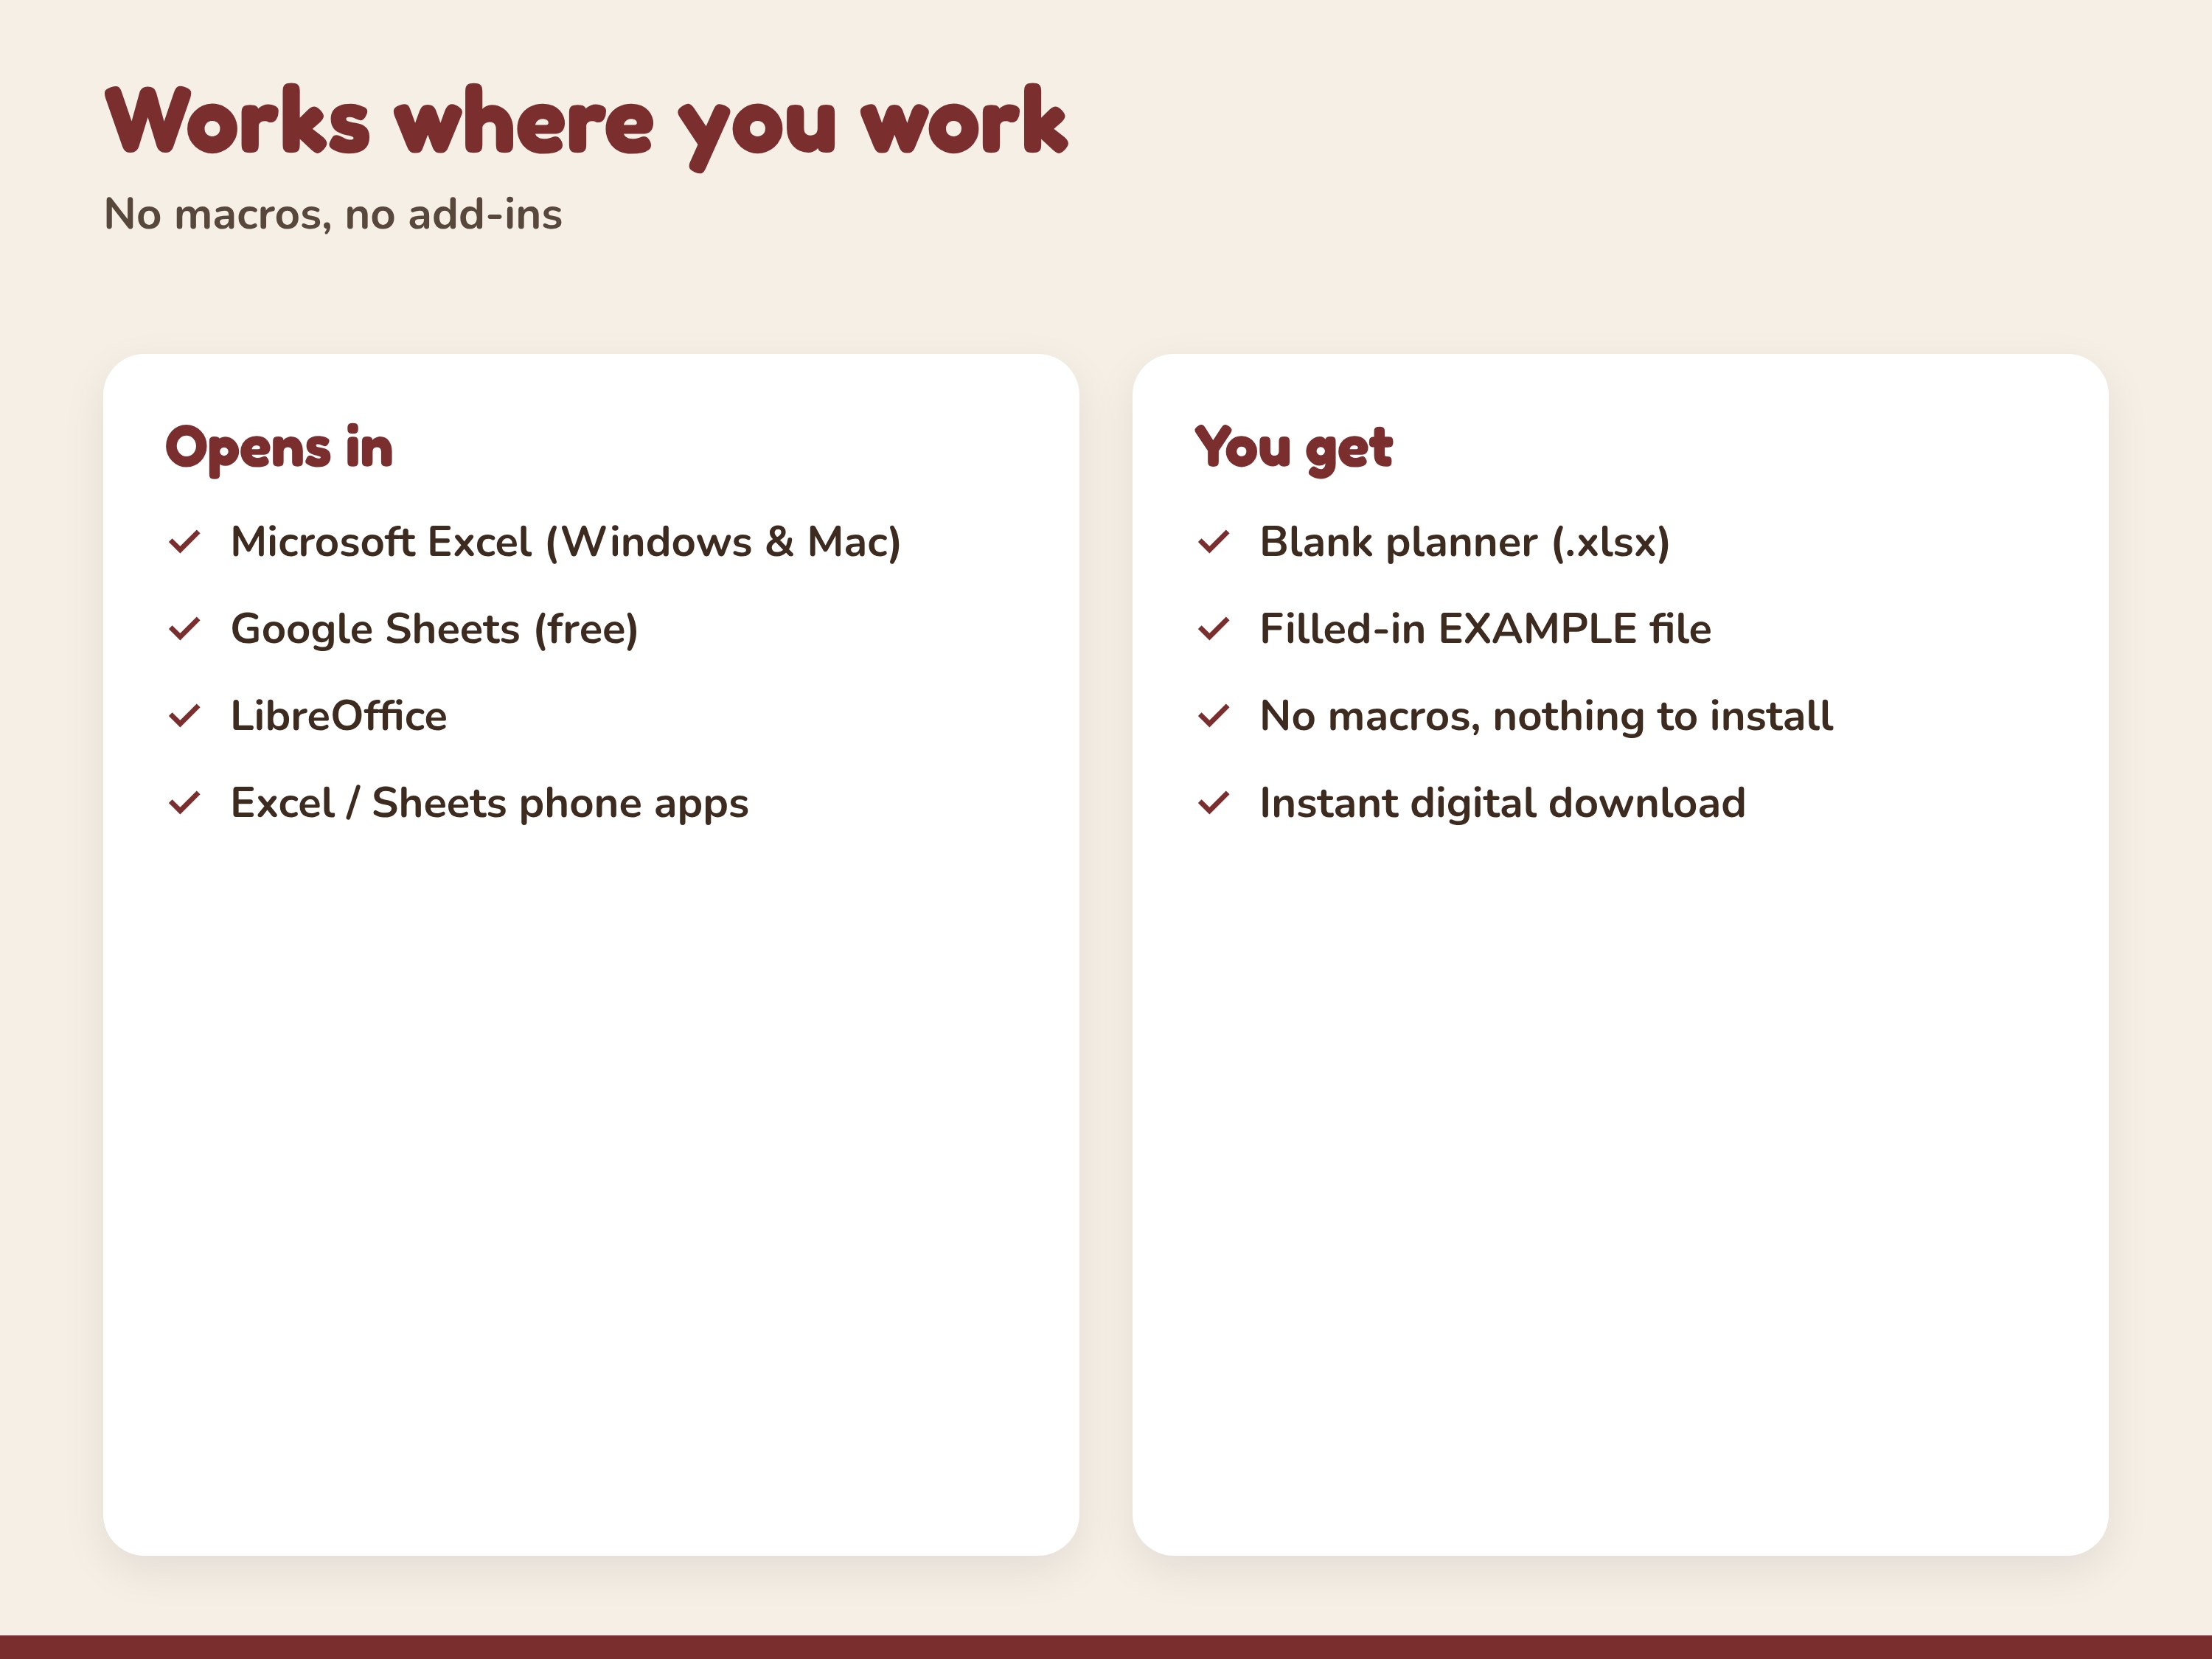 Works where you work
No macros, no add-ins
Opens in
Microsoft Excel (Windows & Mac)
Google Sheets (free)
LibreOffice
Excel / Sheets phone apps
You get
Blank planner (.xlsx)
Filled-in EXAMPLE file
No macros, nothing to install
Instant digital download